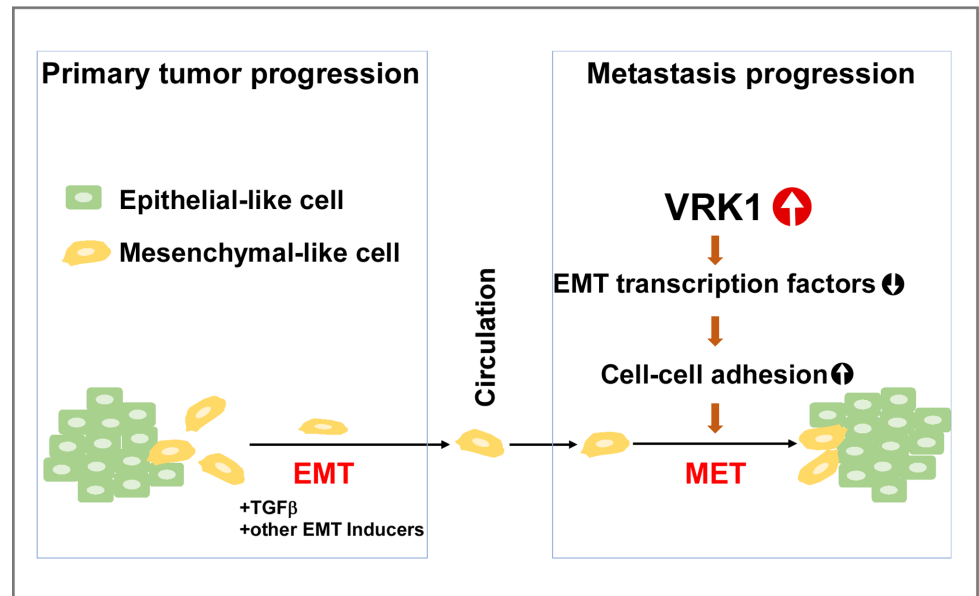 Primary tumor progression
Epithelial-like cell
Mesenchymal-like cell
EMT
+TGFβ
+other EMT Inducers
Circulation
Metastasis progression
VRK1
EMT transcription factors
Cell-cell adhesion
MET